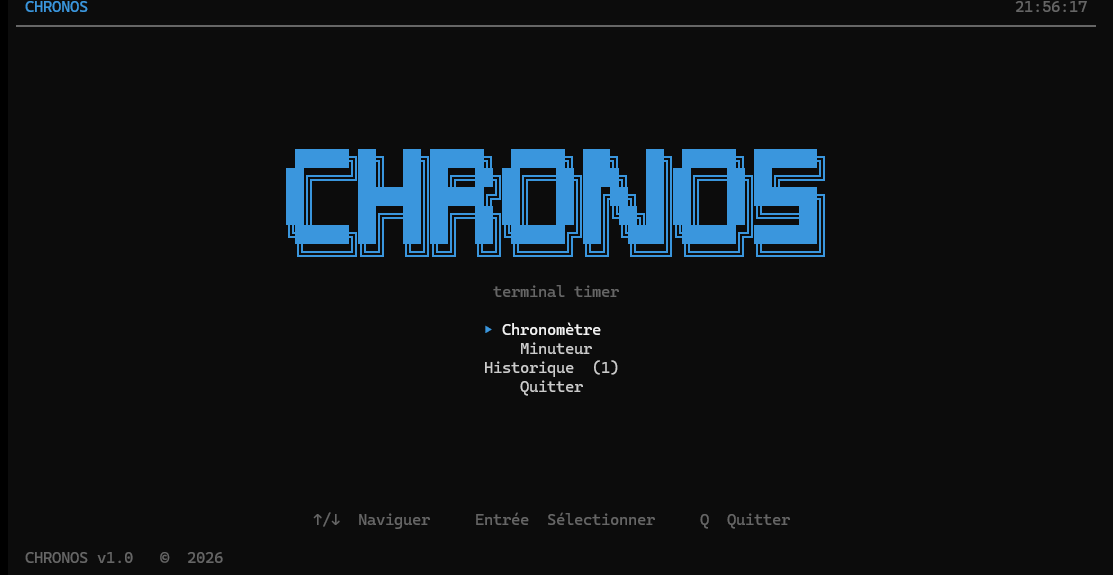 CHRONOS 21:56:17
CHRONOS
terminal timer
▸ Chronomètre
Minuteur
Historique (1)
Quitter
↑/↓ Naviguer Entrée Sélectionner Q Quitter
CHRONOS v1.0 © 2026